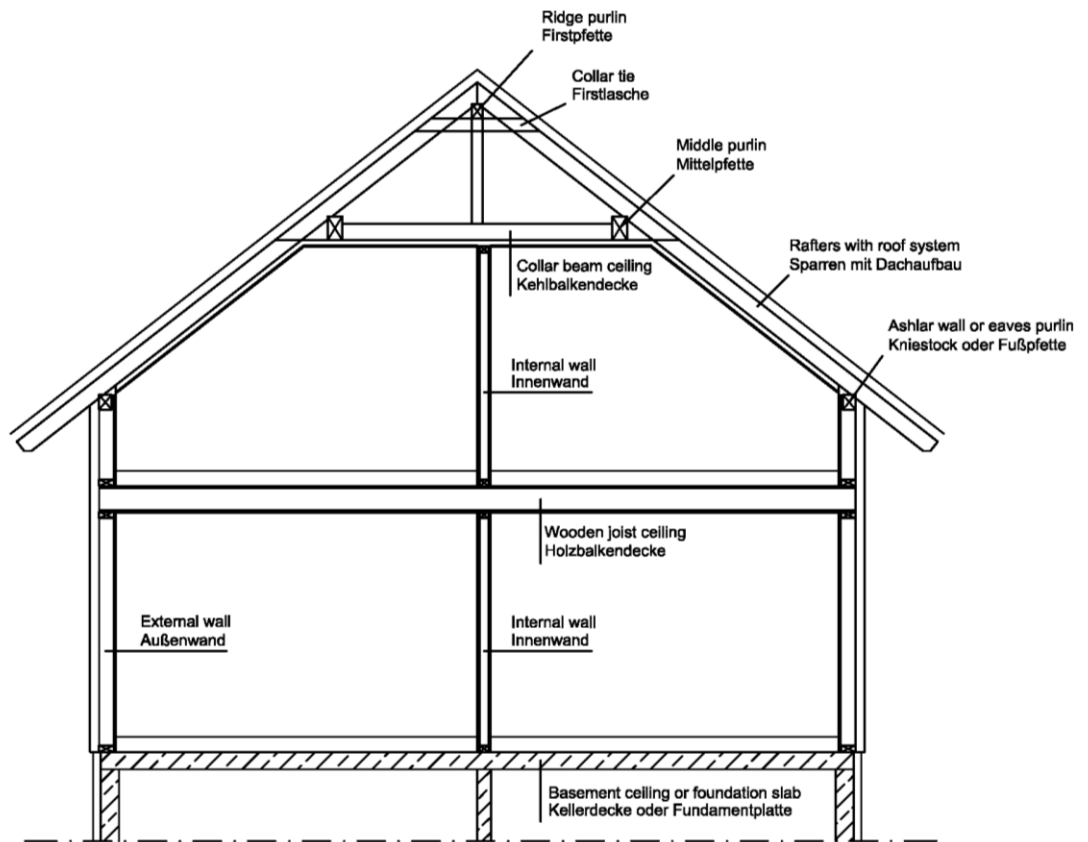 Ridge purlin
Firstpfette
Collar tie
Firstlasche
Middle purlin
Mittelpfette
Rafters with roof system
Sparren mit Dachaufbau
Collar beam ceiling
Kehlbalkendecke
Ashlar wall or eaves purlin
Kniestock oder Fußpfette
Internal wall
Innenwand
Wooden joist ceiling
Holzbalkendecke
External wall
Außenwand
Internal wall
Innenwand
Basement ceiling or foundation slab
Kellerdecke oder Fundamentplatte